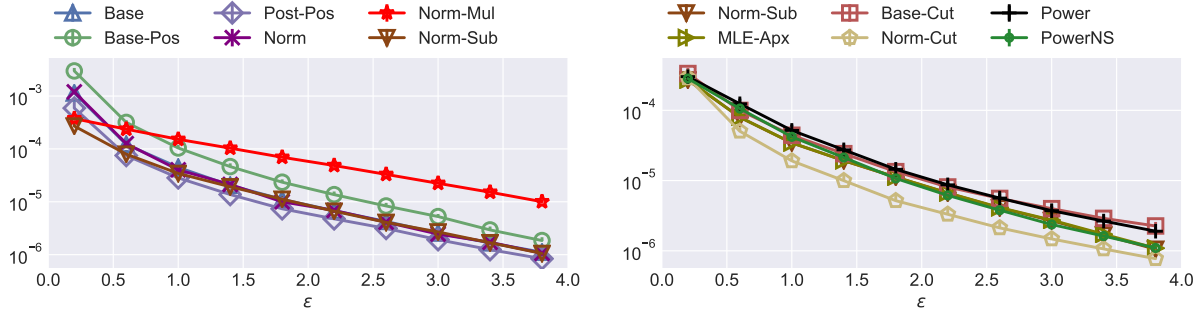 Base Post-Pos Norm-Mul
Base-Pos Norm Norm-Sub
10⁻³
10⁻⁴
10⁻⁵
10⁻⁶
0.0 0.5 1.0 1.5 2.0 2.5 3.0 3.5 4.0
ε
Norm-Sub Base-Cut Power
MLE-Apx Norm-Cut PowerNS
10⁻⁴
10⁻⁵
10⁻⁶
0.0 0.5 1.0 1.5 2.0 2.5 3.0 3.5 4.0
ε